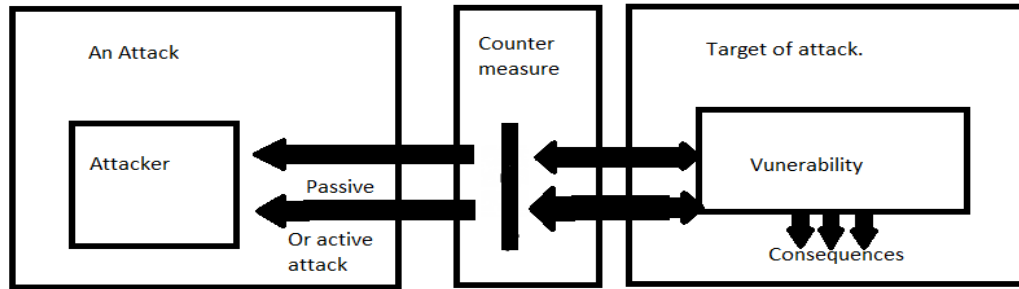 An Attack
Attacker
Passive
Or active
attack
Counter
measure
Target of attack.
Vunerability
Consequences